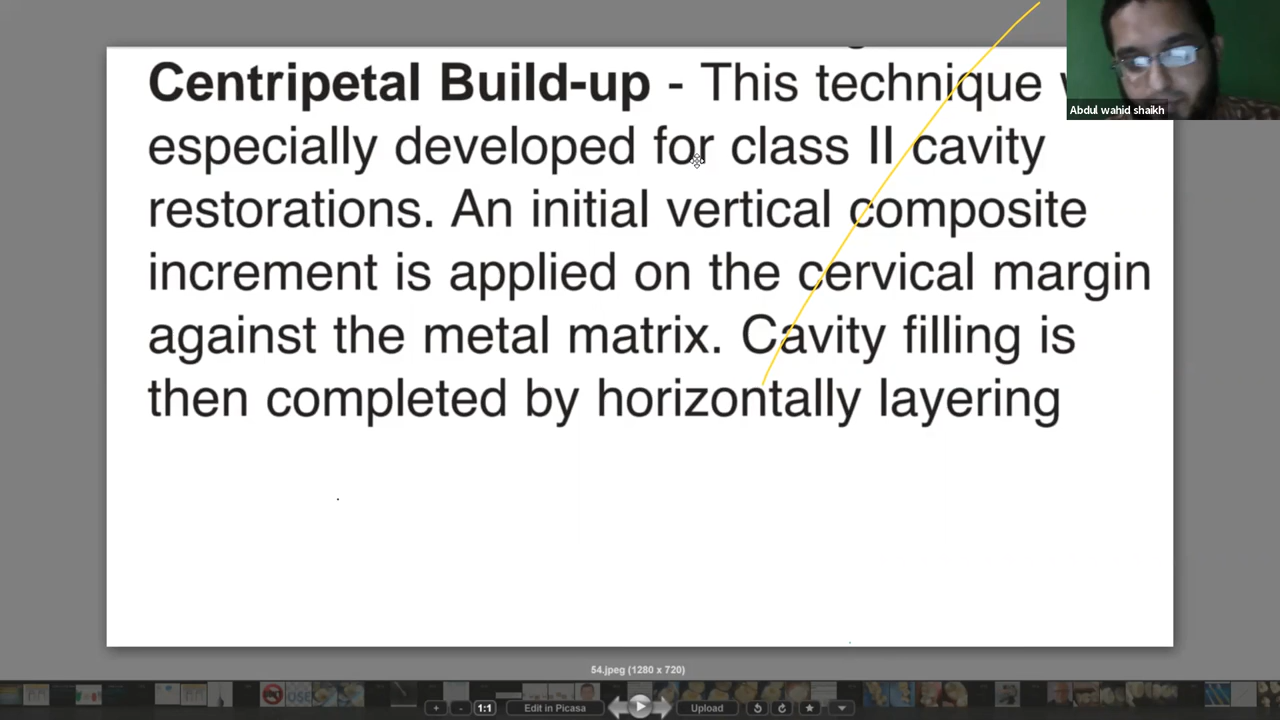 Centripetal Build-up - This technique
especially developed for class II cavity
restorations. An initial vertical composite
increment is applied on the cervical margin
against the metal matrix. Cavity filling is
then completed by horizontally layering
Abdul wahid shaikh
54.jpeg (1280 x 720)
+ - 1:1 Edit in Picasa Upload